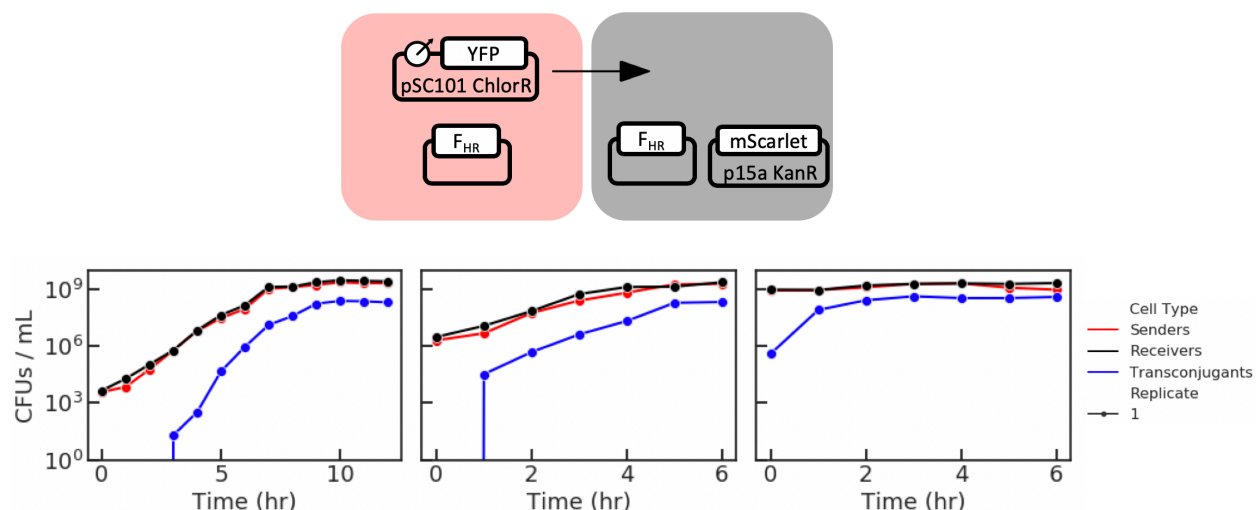 YFP
pSC101 ChlorR
F_HR
F_HR
mScarlet
p15a KanR
CFUs / mL
10^9
10^6
10^3
10^0
0 5 10
Time (hr)
0 2 4 6
Time (hr)
0 2 4 6
Time (hr)
Cell Type
Senders
Receivers
Transconjugants
Replicate
1